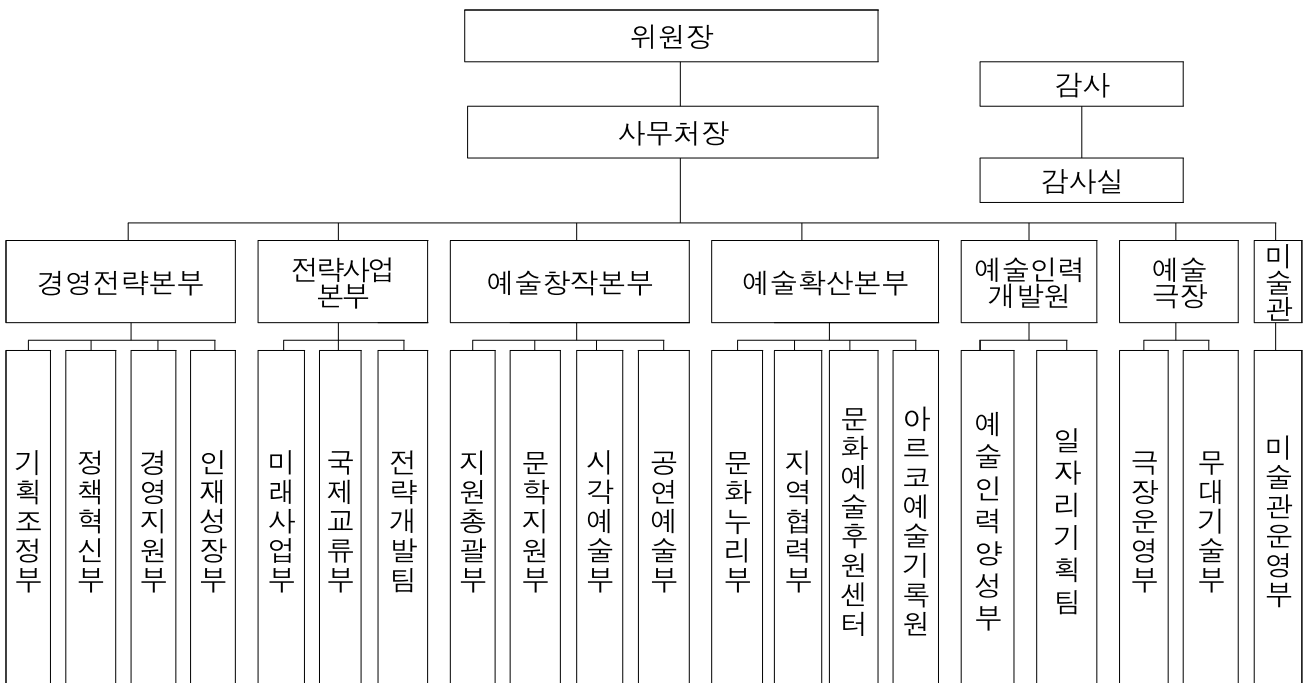 위원장
감사
사무처장
감사실
경영전략본부
전략사업
본부
예술창작본부
예술확산본부
예술인력
개발원
예술
극장
미술관
기획조정부
정책혁신부
경영지원부
인재성장부
미래사업부
국제교류부
전략개발팀
지원총괄부
문학지원부
시각예술부
공연예술부
문화누리부
지역협력부
문화예술후원센터
아르코예술기록원
예술인력양성부
일자리기획팀
극장운영부
무대기술부
미술관운영부